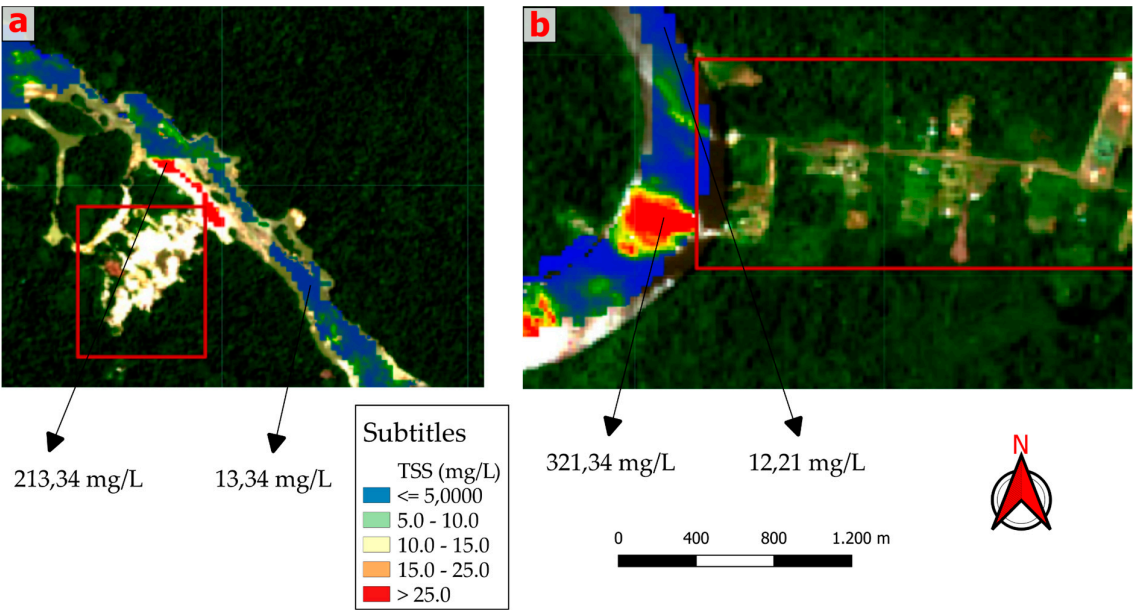 a
b
213,34 mg/L
13,34 mg/L
321,34 mg/L
12,21 mg/L
Subtitles
TSS (mg/L)
<= 5,0000
5.0 - 10.0
10.0 - 15.0
15.0 - 25.0
> 25.0
N
0 400 800 1.200 m